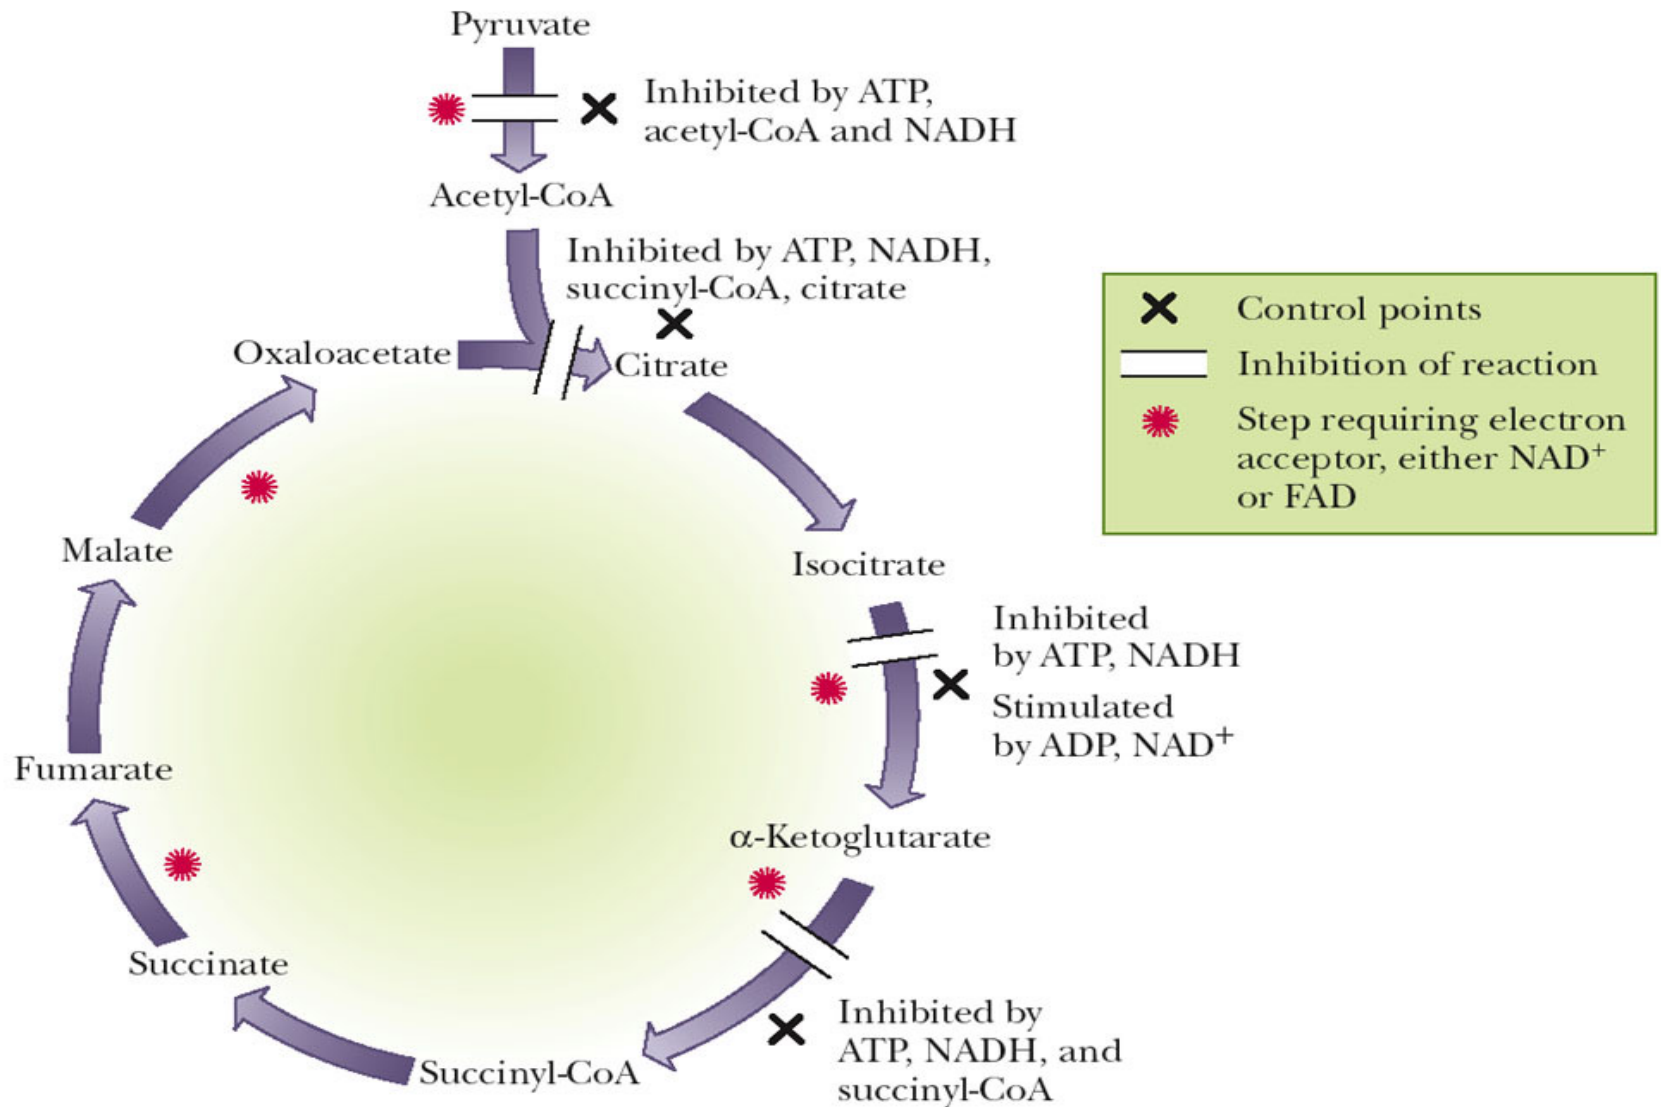 Pyruvate
Inhibited by ATP,
acetyl-CoA and NADH
Acetyl-CoA
Inhibited by ATP, NADH,
succinyl-CoA, citrate
Oxaloacetate
Citrate
Control points
Inhibition of reaction
Step requiring electron
acceptor, either NAD⁺
or FAD
Malate
Isocitrate
Inhibited
by ATP, NADH
Stimulated
by ADP, NAD⁺
Fumarate
α-Ketoglutarate
Succinate
Succinyl-CoA
Inhibited by
ATP, NADH, and
succinyl-CoA